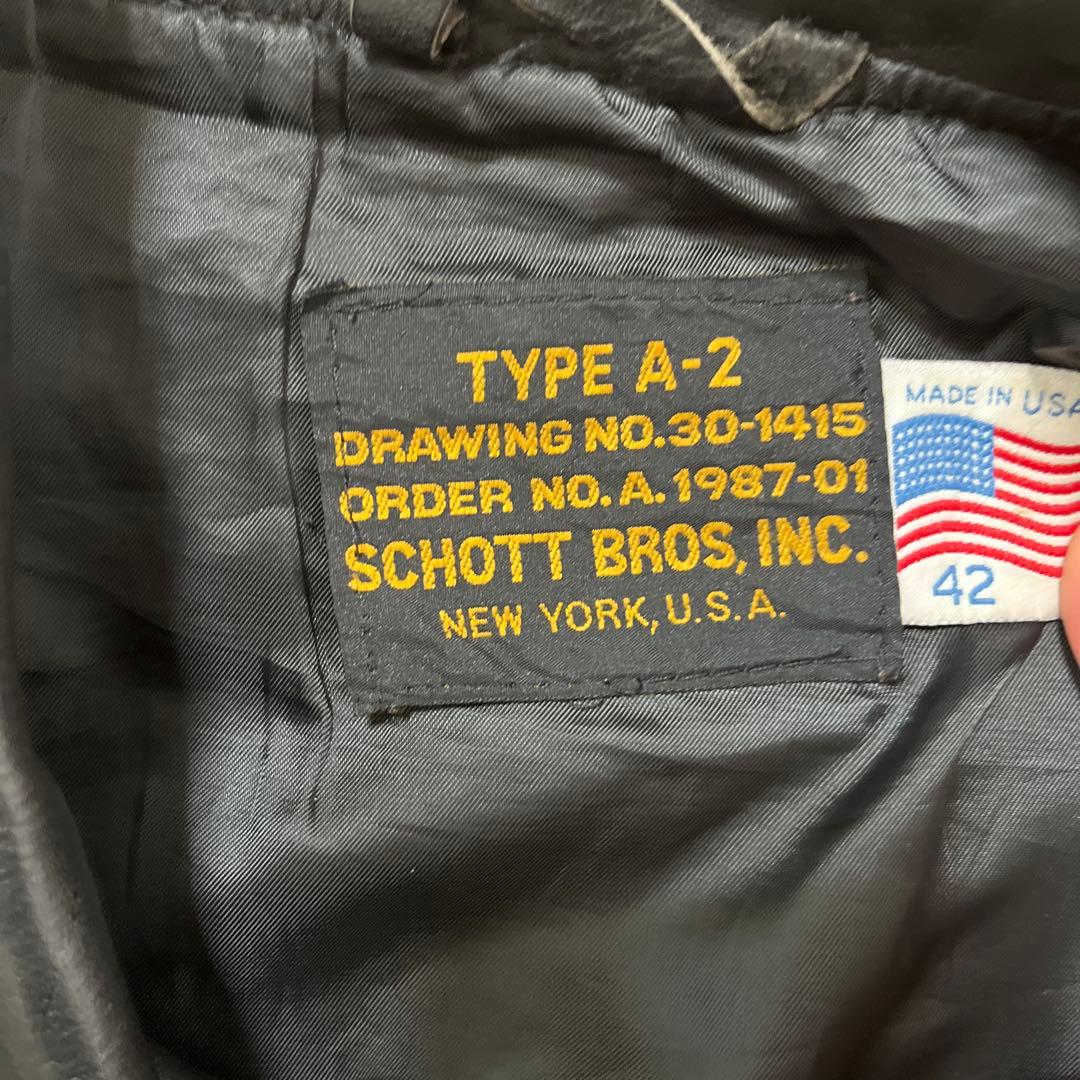 TYPE A-2
DRAWING NO.30-1415
ORDER NO.A.1987-01
SCHOTT BROS, INC.
NEW YORK, U.S.A.
MADE IN USA
42